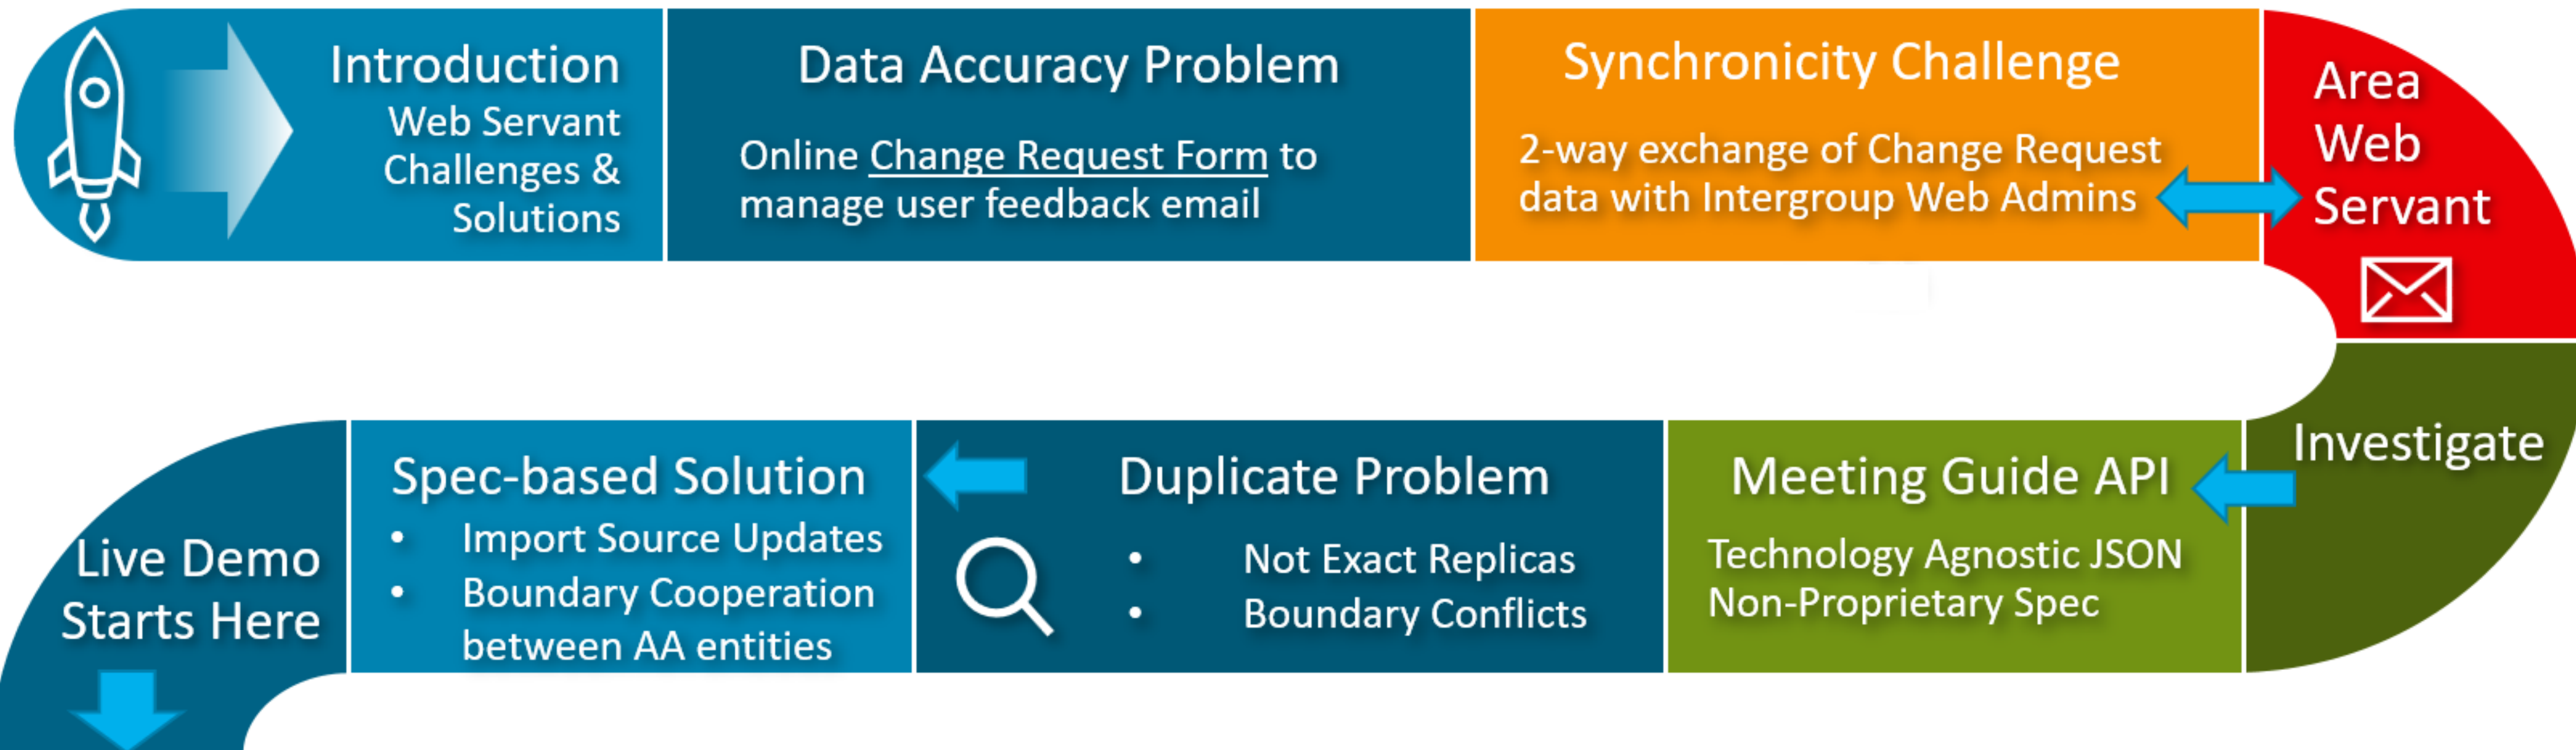 Introduction
Web Servant
Challenges &
Solutions
Data Accuracy Problem
Online Change Request Form to
manage user feedback email
Synchronicity Challenge
2-way exchange of Change Request
data with Intergroup Web Admins
Area
Web
Servant
Investigate
Meeting Guide API
Technology Agnostic JSON
Non-Proprietary Spec
Duplicate Problem
• Not Exact Replicas
• Boundary Conflicts
Spec-based Solution
• Import Source Updates
• Boundary Cooperation
between AA entities
Live Demo
Starts Here